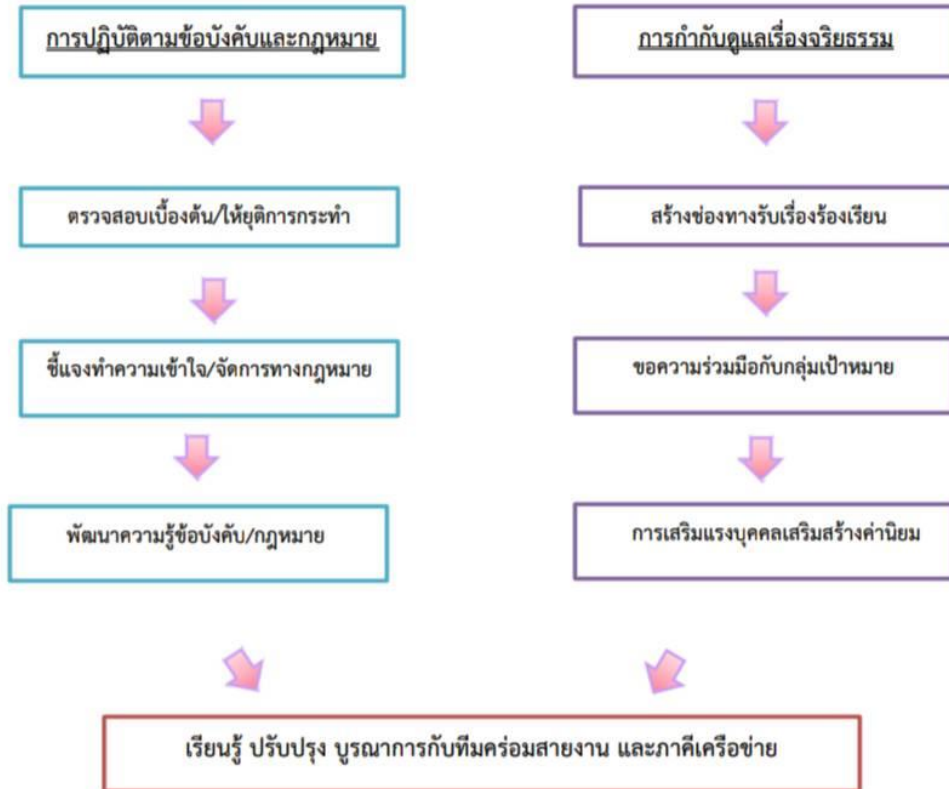 การปฏิบัติตามข้อบังคับและกฎหมาย
ตรวจสอบเบื้องต้น/ให้ยุติการกระทำ
ชี้แจงทำความเข้าใจ/จัดการทางกฎหมาย
พัฒนาความรู้ข้อบังคับ/กฎหมาย
การกำกับดูแลเรื่องจริยธรรม
สร้างช่องทางรับเรื่องร้องเรียน
ขอความร่วมมือกับกลุ่มเป้าหมาย
การเสริมแรงบุคคลเสริมสร้างค่านิยม
เรียนรู้ ปรับปรุง บูรณาการกับทีมคร่อมสายงาน และภาคีเครือข่าย